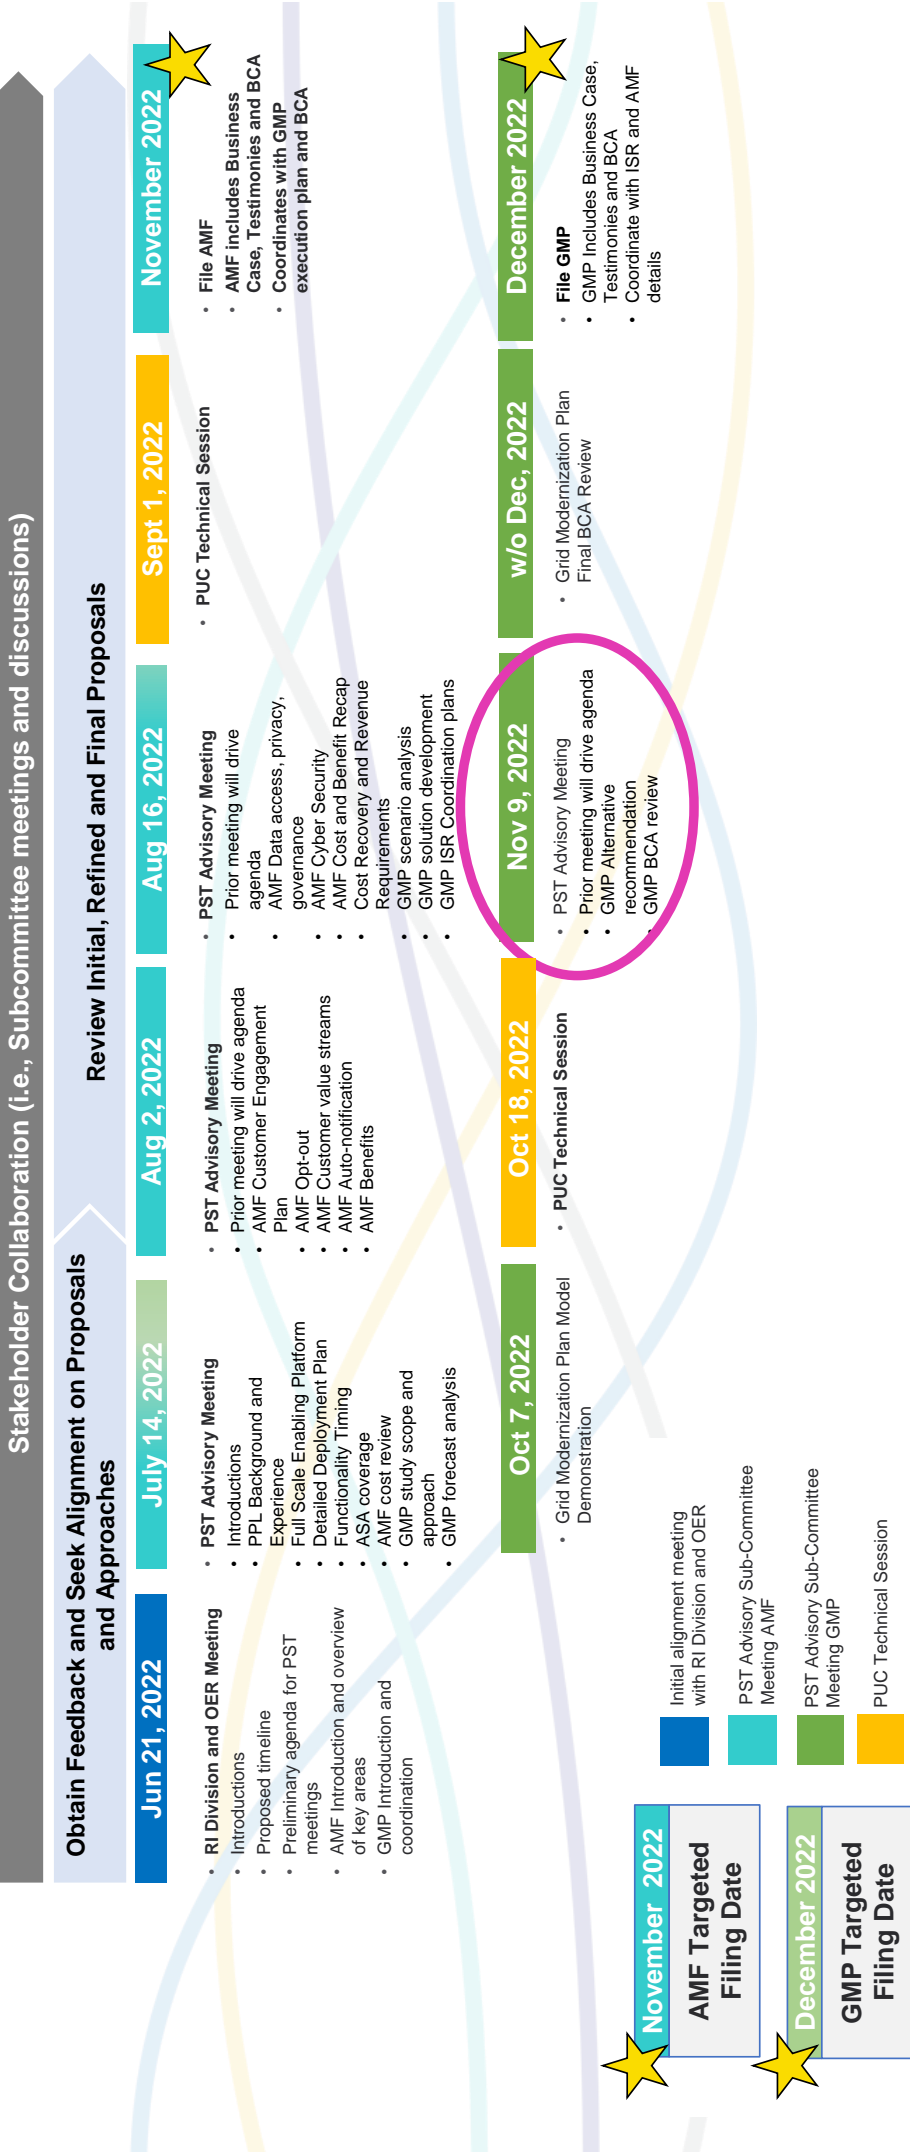 Stakeholder Collaboration (i.e., Subcommittee meetings and discussions)
Obtain Feedback and Seek Alignment on Proposals
and Approaches
Review Initial, Refined and Final Proposals
Jun 21, 2022
• RI Division and OER Meeting
• Introductions
• Proposed timeline
• Preliminary agenda for PST
meetings
• AMF Introduction and overview
of key areas
• GMP Introduction and
coordination
July 14, 2022
• PST Advisory Meeting
• Introductions
• PPL Background and
Experience
• Full Scale Enabling Platform
• Detailed Deployment Plan
• Functionality Timing
• ASA coverage
• AMF cost review
• GMP study scope and
approach
• GMP forecast analysis
Aug 2, 2022
• PST Advisory Meeting
• Prior meeting will drive agenda
• AMF Customer Engagement
Plan
• AMF Opt-out
• AMF Customer value streams
• AMF Auto-notification
• AMF Benefits
Aug 16, 2022
• PST Advisory Meeting
• Prior meeting will drive
agenda
• AMF Data access, privacy,
governance
• AMF Cyber Security
• AMF Cost and Benefit Recap
• Cost Recovery and Revenue
Requirements
• GMP scenario analysis
• GMP solution development
• GMP ISR Coordination plans
Sept 1, 2022
• PUC Technical Session
November 2022
• File AMF
• AMF includes Business
Case, Testimonies and BCA
• Coordinates with GMP
execution plan and BCA
Oct 7, 2022
• Grid Modernization Plan Model
Demonstration
Oct 18, 2022
• PUC Technical Session
Nov 9, 2022
• PST Advisory Meeting
• Prior meeting will drive agenda
• GMP Alternative
recommendation
• GMP BCA review
w/o Dec, 2022
• Grid Modernization Plan
Final BCA Review
December 2022
• File GMP
• GMP Includes Business Case,
Testimonies and BCA
• Coordinate with ISR and AMF
details
November 2022
AMF Targeted
Filing Date
December 2022
GMP Targeted
Filing Date
Initial alignment meeting
with RI Division and OER
PST Advisory Sub-Committee
Meeting AMF
PST Advisory Sub-Committee
Meeting GMP
PUC Technical Session